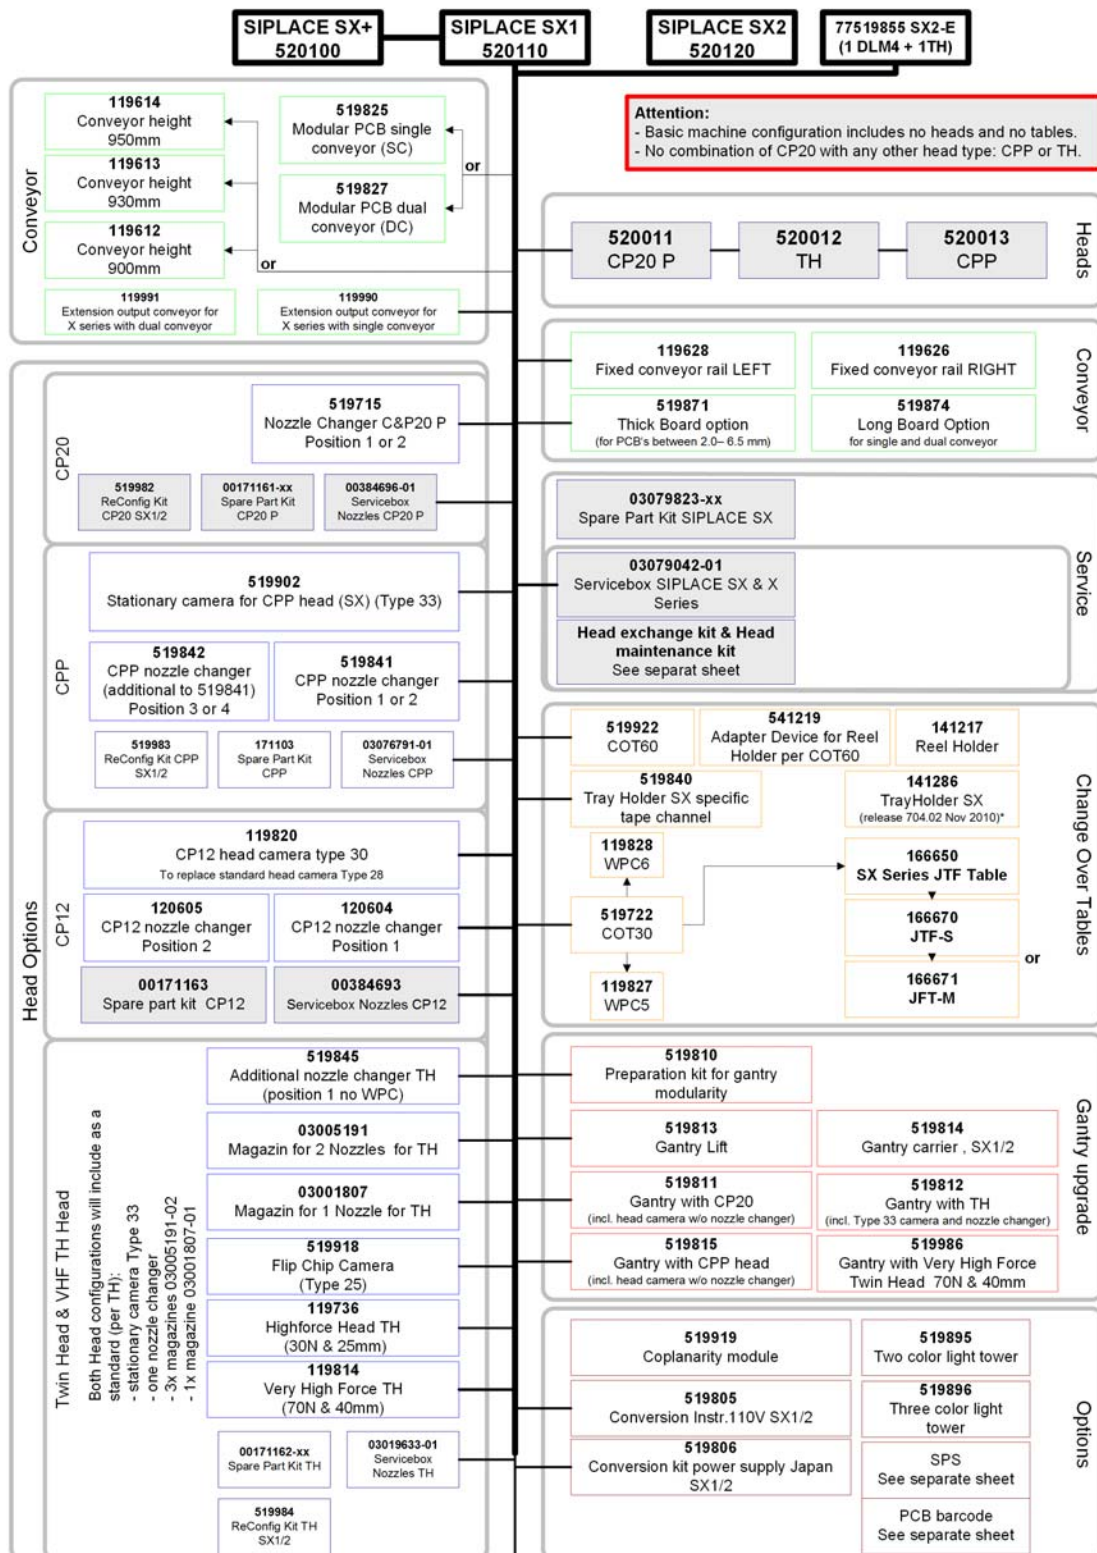 SIPLACE SX+
520100
SIPLACE SX1
520110
SIPLACE SX2
520120
77519855 SX2-E
(1 DLM4 + 1TH)
Attention:
- Basic machine configuration includes no heads and no tables.
- No combination of CP20 with any other head type: CPP or TH.
Conveyor
119614
Conveyor height
950mm
119613
Conveyor height
930mm
119612
Conveyor height
900mm
519825
Modular PCB single
conveyor (SC)
or
519827
Modular PCB dual
conveyor (DC)
or
119991
Extension output conveyor for
X series with dual conveyor
119990
Extension output conveyor for
X series with single conveyor
Heads
520011
CP20 P
520012
TH
520013
CPP
Conveyor
119628
Fixed conveyor rail LEFT
119626
Fixed conveyor rail RIGHT
519871
Thick Board option
(for PCB's between 2.0– 6.5 mm)
519874
Long Board Option
for single and dual conveyor
Head Options
CP20
519715
Nozzle Changer C&P20 P
Position 1 or 2
519982
ReConfig Kit
CP20 SX1/2
00171161-xx
Spare Part Kit
CP20 P
00384696-01
Servicebox
Nozzles CP20 P
Service
03079823-xx
Spare Part Kit SIPLACE SX
03079042-01
Servicebox SIPLACE SX & X
Series
Head exchange kit & Head
maintenance kit
See separat sheet
CPP
519902
Stationary camera for CPP head (SX) (Type 33)
519842
CPP nozzle changer
(additional to 519841)
Position 3 or 4
519841
CPP nozzle changer
Position 1 or 2
519983
ReConfig Kit CPP
SX1/2
171103
Spare Part Kit
CPP
03076791-01
Servicebox
Nozzles CPP
Change Over Tables
519922
COT60
541219
Adapter Device for Reel
Holder per COT60
141217
Reel Holder
519840
Tray Holder SX specific
tape channel
141286
TrayHolder SX
(release 704.02 Nov 2010)*
119828
WPC6
519722
COT30
119827
WPC5
166650
SX Series JTF Table
166670
JTF-S
or
166671
JFT-M
CP12
119820
CP12 head camera type 30
To replace standard head camera Type 28
120605
CP12 nozzle changer
Position 2
120604
CP12 nozzle changer
Position 1
00171163
Spare part kit CP12
00384693
Servicebox Nozzles CP12
Twin Head & VHF TH Head
Both Head configurations will include as a
standard (per TH):
- stationary camera Type 33
- one nozzle changer
- 3x magazines 03005191-02
- 1x magazine 03001807-01
519845
Additional nozzle changer TH
(position 1 no WPC)
03005191
Magazin for 2 Nozzles for TH
03001807
Magazin for 1 Nozzle for TH
519918
Flip Chip Camera
(Type 25)
119736
Highforce Head TH
(30N & 25mm)
119814
Very High Force TH
(70N & 40mm)
00171162-xx
Spare Part Kit TH
03019633-01
Servicebox
Nozzles TH
519984
ReConfig Kit TH
SX1/2
Gantry upgrade
519810
Preparation kit for gantry
modularity
519813
Gantry Lift
519814
Gantry carrier , SX1/2
519811
Gantry with CP20
(incl. head camera w/o nozzle changer)
519812
Gantry with TH
(incl. Type 33 camera and nozzle changer)
519815
Gantry with CPP head
(incl. head camera w/o nozzle changer)
519986
Gantry with Very High Force
Twin Head 70N & 40mm
Options
519919
Coplanarity module
519895
Two color light tower
519805
Conversion Instr.110V SX1/2
519896
Three color light
tower
519806
Conversion kit power supply Japan
SX1/2
SPS
See separate sheet
PCB barcode
See separate sheet